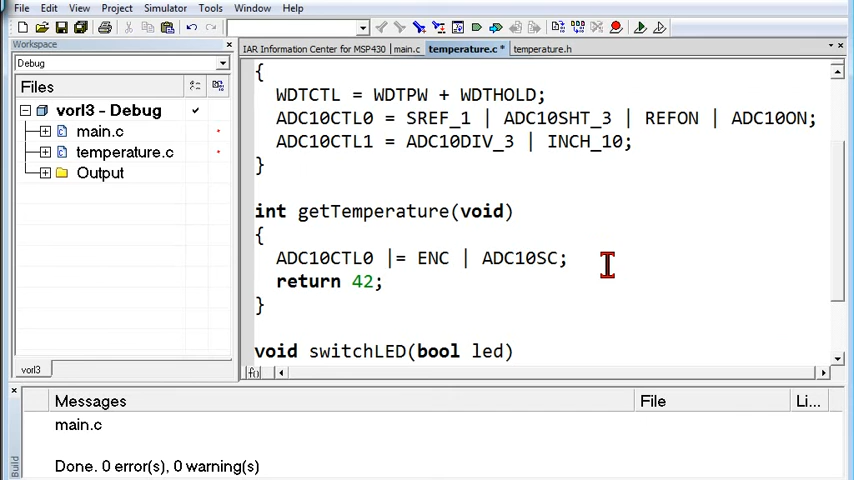 File Edit View Project Simulator Tools Window Help
Workspace
IAR Information Center for MSP430 main.c temperature.c * temperature.h
Debug
Files
vorl3 - Debug
main.c
temperature.c
Output
vorl3
{
WDTCTL = WDTPW + WDTHOLD;
ADC10CTL0 = SREF_1 | ADC10SHT_3 | REFON | ADC10ON;
ADC10CTL1 = ADC10DIV_3 | INCH_10;
}
int getTemperature(void)
{
ADC10CTL0 |= ENC | ADC10SC;
return 42;
}
void switchLED(bool led)
f()
Messages File Li...
main.c
Done. 0 error(s), 0 warning(s)
Build